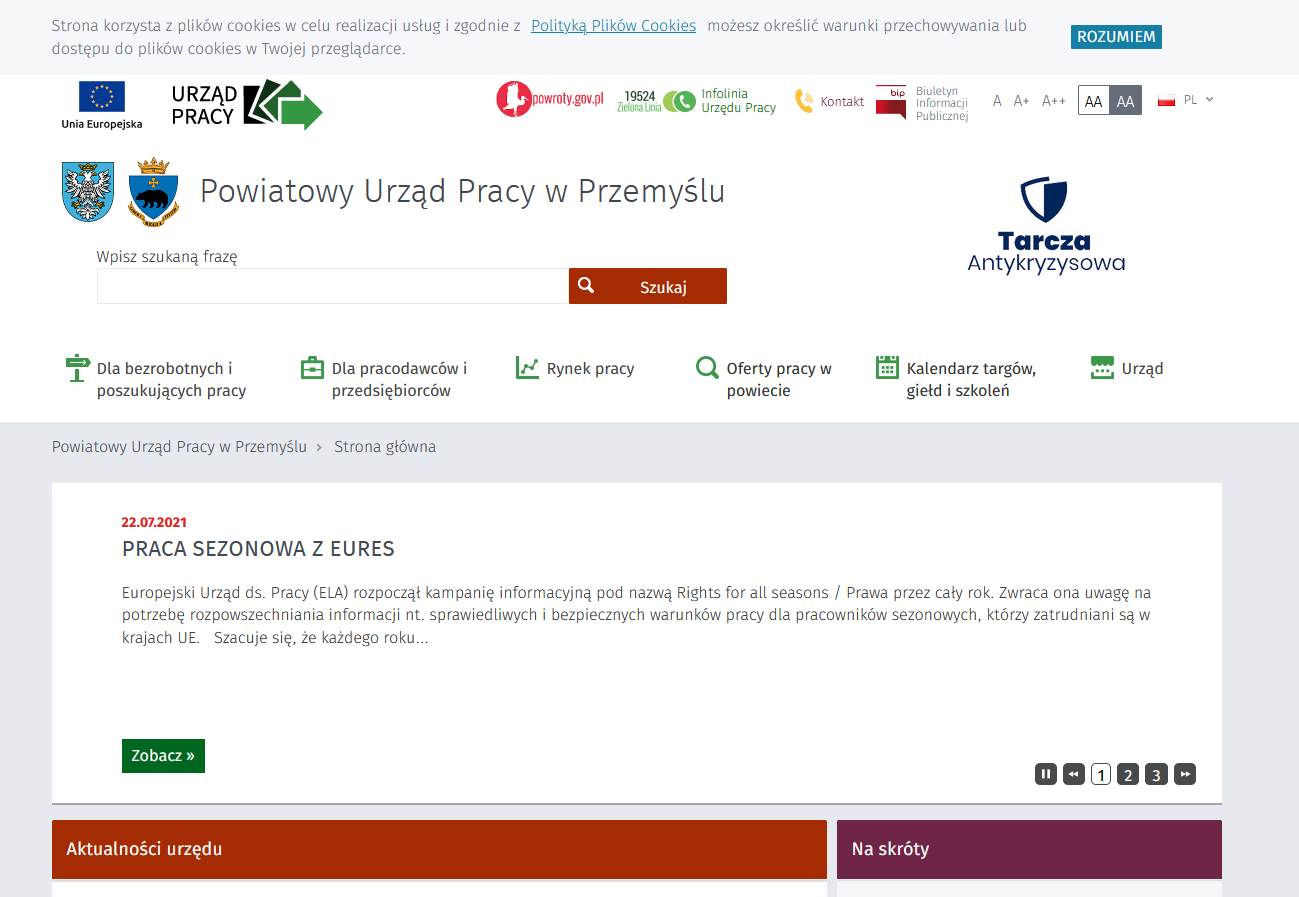 Strona korzysta z plików cookies w celu realizacji usług i zgodnie z Polityką Plików Cookies możesz określić warunki przechowywania lub
dostępu do plików cookies w Twojej przeglądarce.
ROZUMIEM
Unia Europejska
URZĄD
PRACY
powroty.gov.pl
19524
Zielona Linia
Infolinia
Urzędu Pracy
Kontakt
bip
Biuletyn
Informacji
Publicznej
A A+ A++ AA AA PL
Powiatowy Urząd Pracy w Przemyślu
Tarcza
Antykryzysowa
Wpisz szukaną frazę
Szukaj
Dla bezrobotnych i
poszukujących pracy
Dla pracodawców i
przedsiębiorców
Rynek pracy
Oferty pracy w
powiecie
Kalendarz targów,
giełd i szkoleń
Urząd
Powiatowy Urząd Pracy w Przemyślu > Strona główna
22.07.2021
PRACA SEZONOWA Z EURES
Europejski Urząd ds. Pracy (ELA) rozpoczął kampanię informacyjną pod nazwą Rights for all seasons / Prawa przez cały rok. Zwraca ona uwagę na
potrzebę rozpowszechniania informacji nt. sprawiedliwych i bezpiecznych warunków pracy dla pracowników sezonowych, którzy zatrudniani są w
krajach UE. Szacuje się, że każdego roku...
Zobacz »
1 2 3
Aktualności urzędu
Na skróty